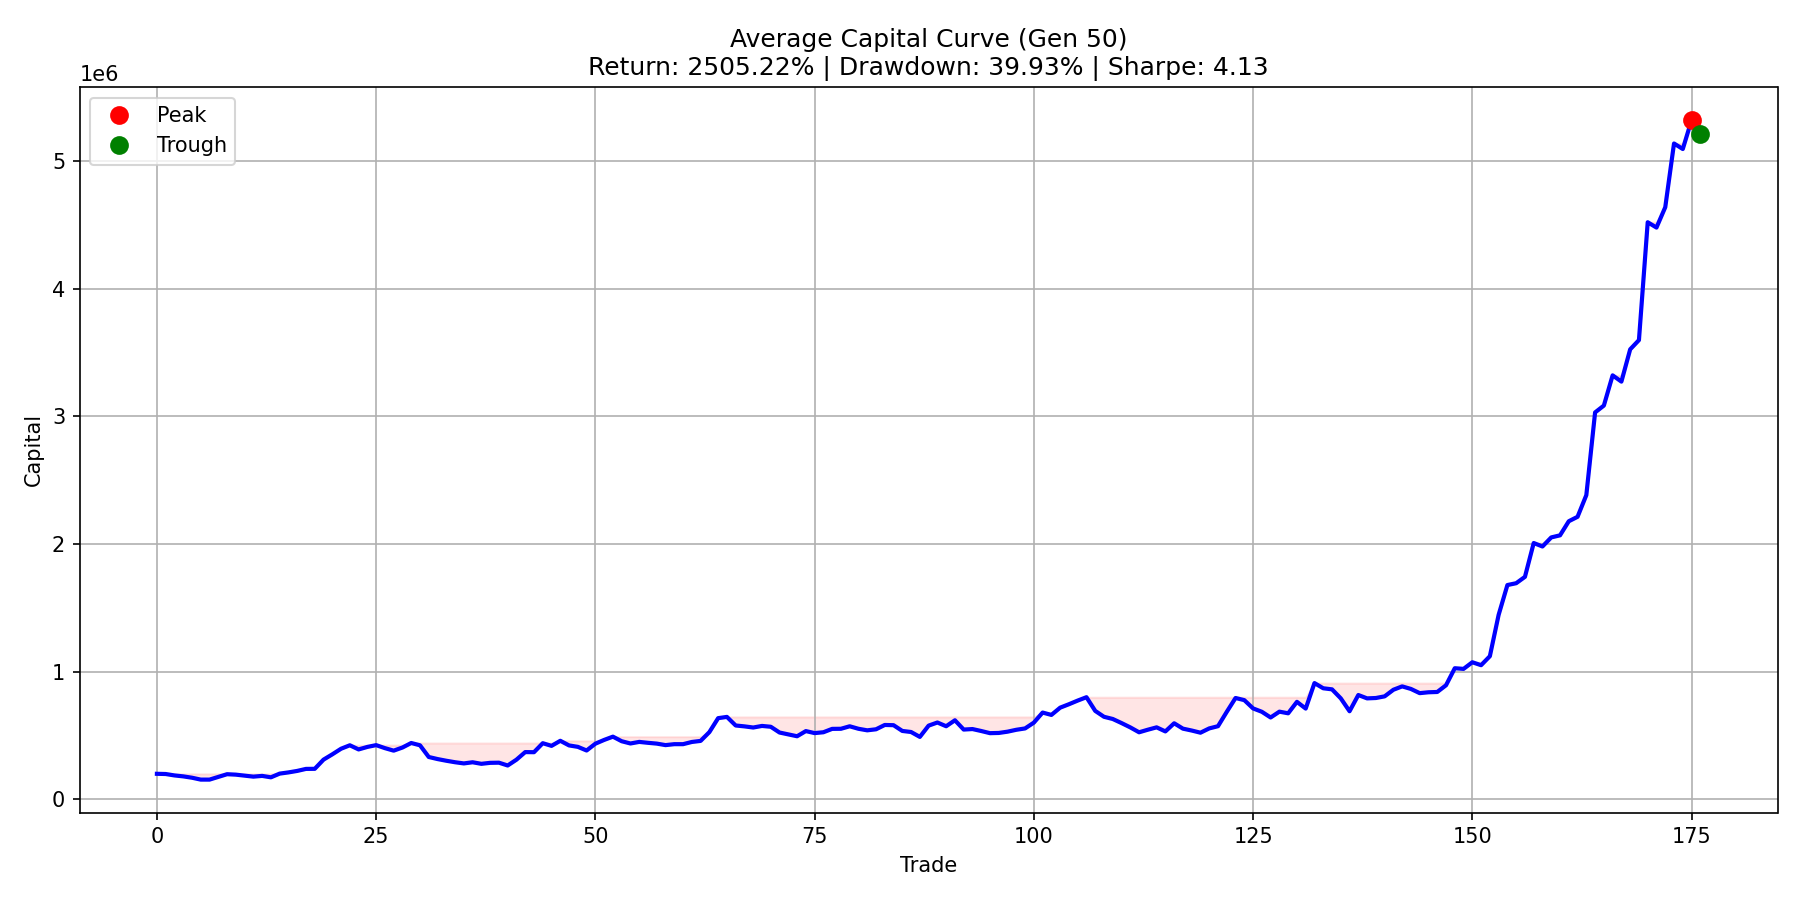 Average Capital Curve (Gen 50)
Return: 2505.22% | Drawdown: 39.93% | Sharpe: 4.13
1e6
Peak
Trough
5
4
3
2
1
0
Capital
0 25 50 75 100 125 150 175
Trade